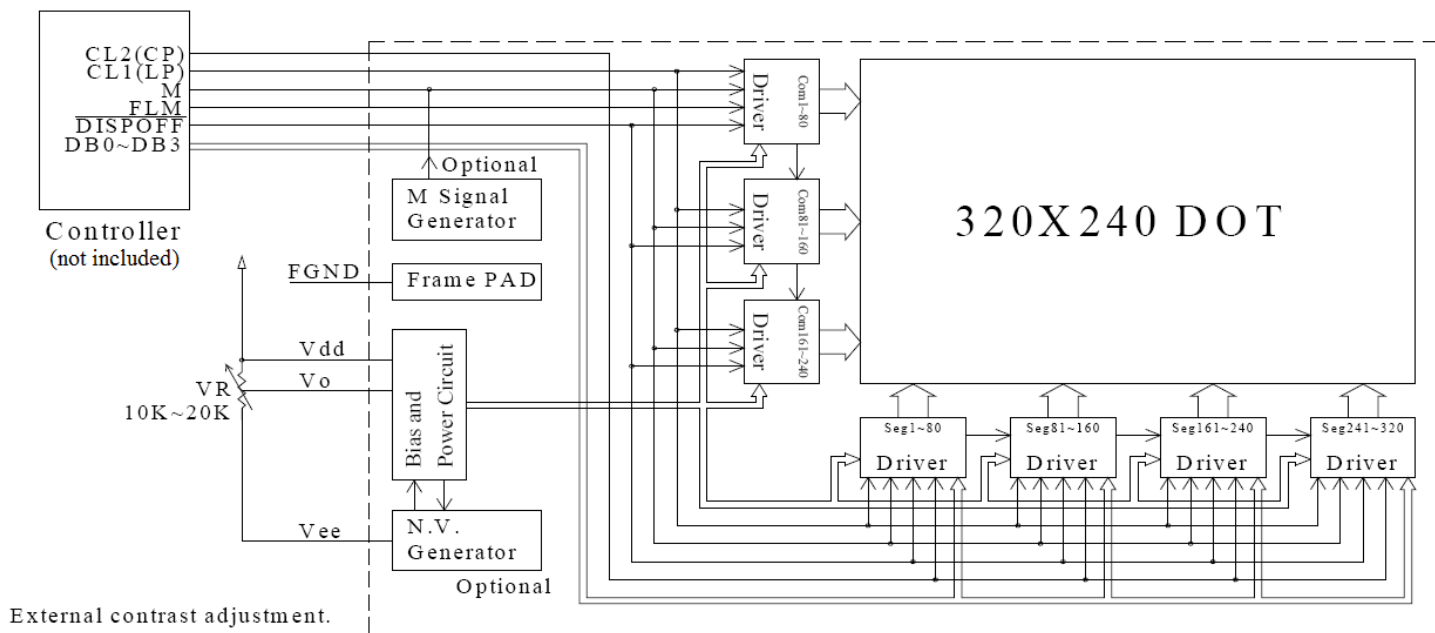 CL2(CP)
CL1(LP)
M
FLM
DISPOFF
DB0~DB3
Controller
(not included)
Optional
M Signal
Generator
FGND
Frame PAD
Vdd
Vo
VR
10K~20K
Bias and
Power Circuit
Vee
N.V.
Generator
Optional
External contrast adjustment.
Driver
Com1~80
Driver
Com81~160
Driver
Com161~240
320X240 DOT
Seg1~80
Driver
Seg81~160
Driver
Seg161~240
Driver
Seg241~320
Driver